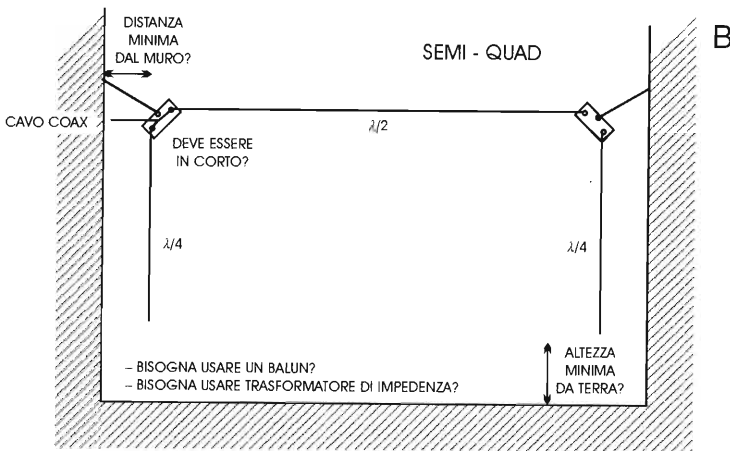 DISTANZA
MINIMA
DAL MURO?
SEMI - QUAD
B
CAVO COAX
λ/2
DEVE ESSERE
IN CORTO?
λ/4
λ/4
– BISOGNA USARE UN BALUN?
– BISOGNA USARE TRASFORMATORE DI IMPEDENZA?
ALTEZZA
MINIMA
DA TERRA?